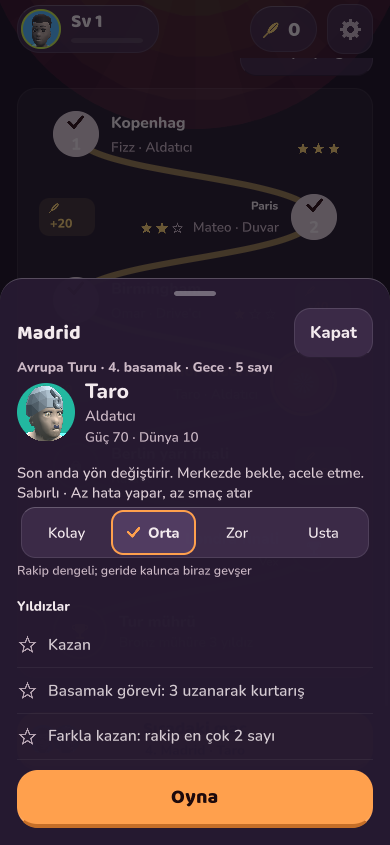 Sv 1
0
Kopenhag
1
Fizz · Aldatıcı
Paris
+20
Mateo · Duvar
2
Madrid
Kapat
Avrupa Turu · 4. basamak · Gece · 5 sayı
Taro
Aldatıcı
Güç 70 · Dünya 10
Son anda yön değiştirir. Merkezde bekle, acele etme.
Sabırlı · Az hata yapar, az smaç atar
Kolay
Orta
Zor
Usta
Rakip dengeli; geride kalınca biraz gevşer
Yıldızlar
Kazan
Basamak görevi: 3 uzanarak kurtarış
Farkla kazan: rakip en çok 2 sayı
Oyna